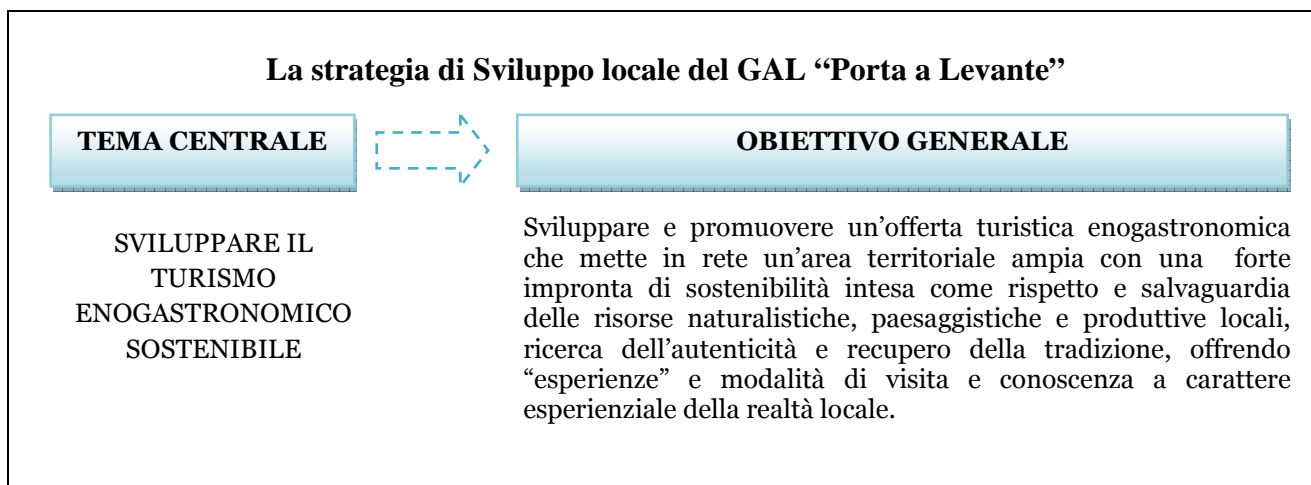 La strategia di Sviluppo locale del GAL “Porta a Levante”
TEMA CENTRALE
OBIETTIVO GENERALE
SVILUPPARE IL
TURISMO
ENOGASTRONOMICO
SOSTENIBILE
Sviluppare e promuovere un’offerta turistica enogastronomica
che mette in rete un’area territoriale ampia con una forte
impronta di sostenibilità intesa come rispetto e salvaguardia
delle risorse naturalistiche, paesaggistiche e produttive locali,
ricerca dell’autenticità e recupero della tradizione, offrendo
“esperienze” e modalità di visita e conoscenza a carattere
esperienziale della realtà locale.